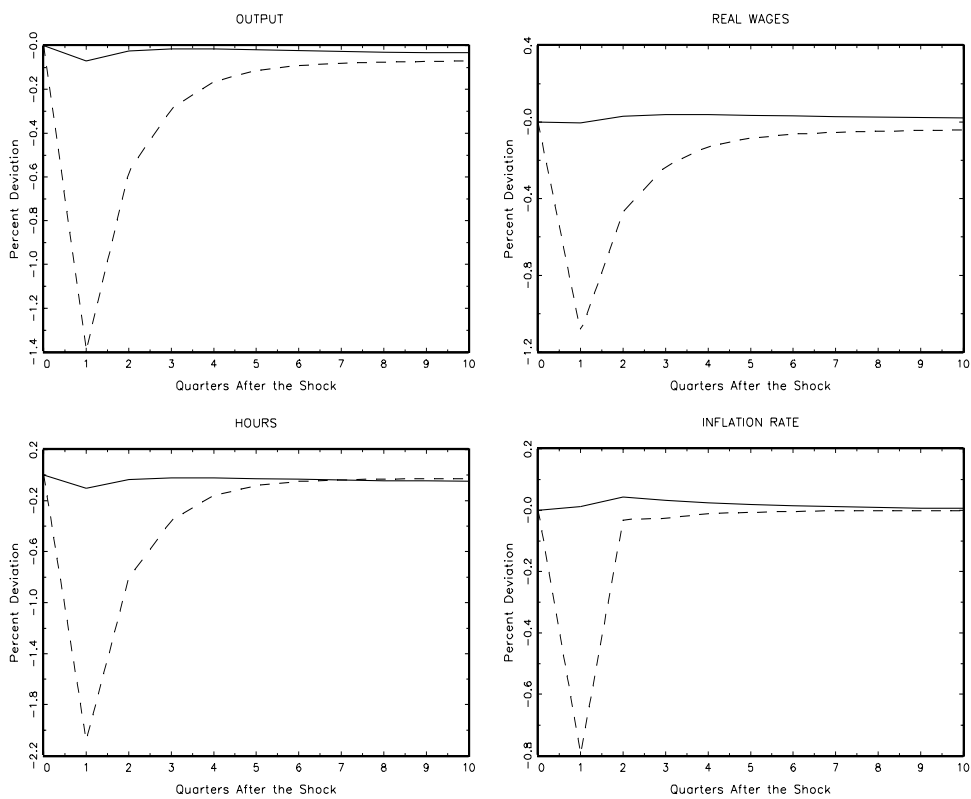 OUTPUT
Percent Deviation
-0.0
-0.2
-0.4
-0.6
-0.8
-1.0
-1.2
-1.4
0 1 2 3 4 5 6 7 8 9 10
Quarters After the Shock
REAL WAGES
Percent Deviation
0.4
-0.0
-0.4
-0.8
-1.2
0 1 2 3 4 5 6 7 8 9 10
Quarters After the Shock
HOURS
Percent Deviation
0.2
-0.2
-0.6
-1.0
-1.4
-1.8
-2.2
0 1 2 3 4 5 6 7 8 9 10
Quarters After the Shock
INFLATION RATE
Percent Deviation
0.2
-0.0
-0.2
-0.4
-0.6
-0.8
0 1 2 3 4 5 6 7 8 9 10
Quarters After the Shock